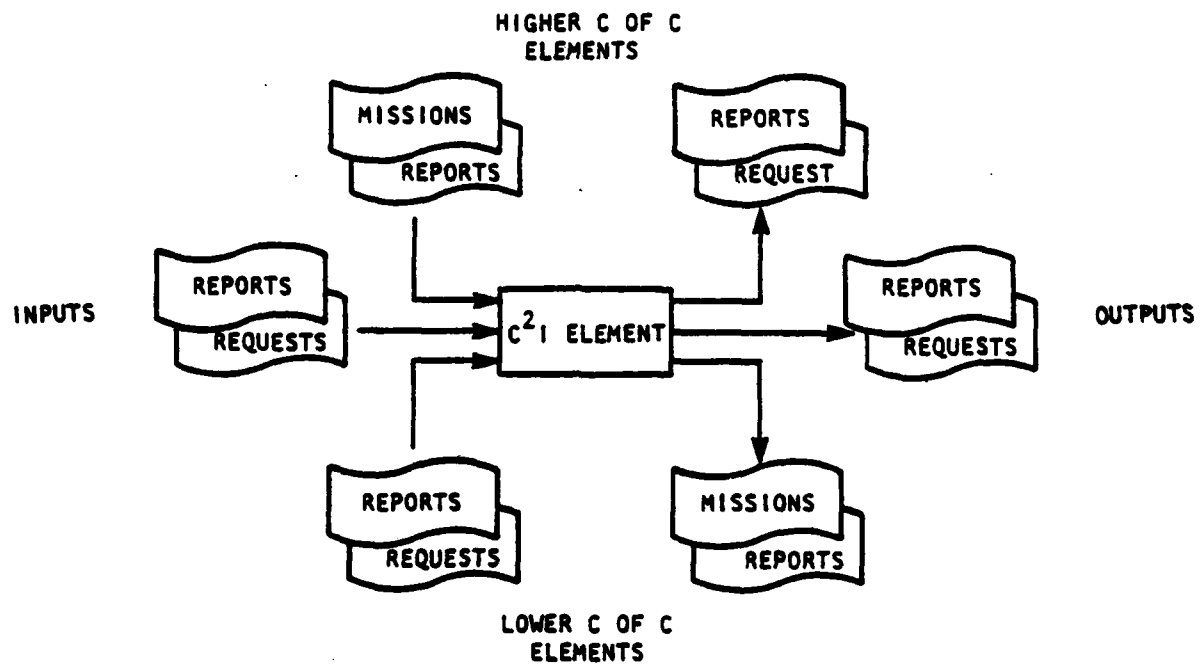 HIGHER C OF C
ELEMENTS
MISSIONS
REPORTS
REPORTS
REQUEST
INPUTS
REPORTS
REQUESTS
C²I ELEMENT
REPORTS
REQUESTS
OUTPUTS
REPORTS
REQUESTS
MISSIONS
REPORTS
LOWER C OF C
ELEMENTS